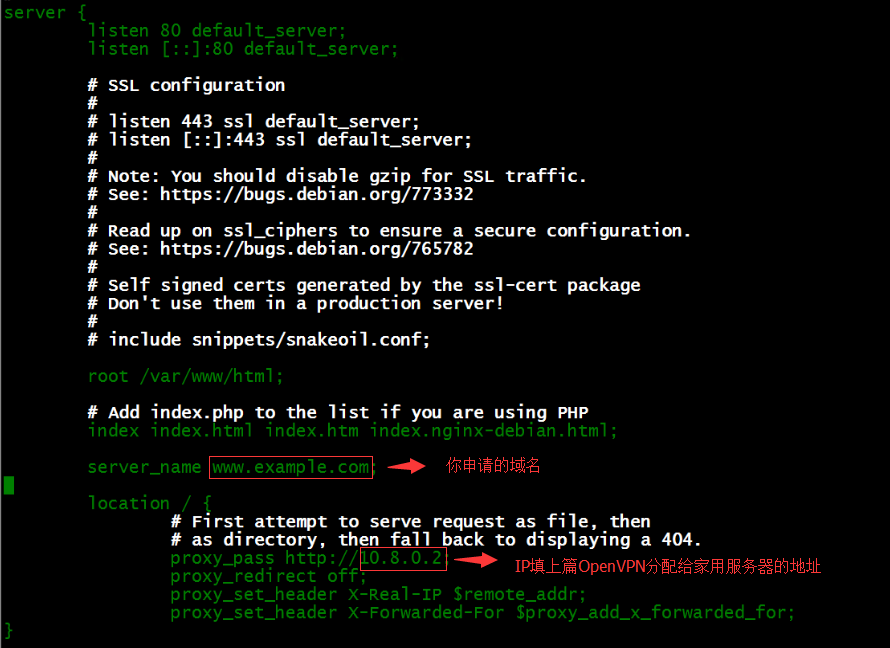 server {
listen 80 default_server;
listen [::]:80 default_server;
# SSL configuration
#
# listen 443 ssl default_server;
# listen [::]:443 ssl default_server;
#
# Note: You should disable gzip for SSL traffic.
# See: https://bugs.debian.org/773332
#
# Read up on ssl_ciphers to ensure a secure configuration.
# See: https://bugs.debian.org/765782
#
# Self signed certs generated by the ssl-cert package
# Don't use them in a production server!
#
# include snippets/snakeoil.conf;
root /var/www/html;
# Add index.php to the list if you are using PHP
index index.html index.htm index.nginx-debian.html;
server_name www.example.com; 你申请的域名
location / {
# First attempt to serve request as file, then
# as directory, then fall back to displaying a 404.
proxy_pass http://10.8.0.2; IP填上篇OpenVPN分配给家用服务器的地址
proxy_redirect off;
proxy_set_header X-Real-IP $remote_addr;
proxy_set_header X-Forwarded-For $proxy_add_x_forwarded_for;
}